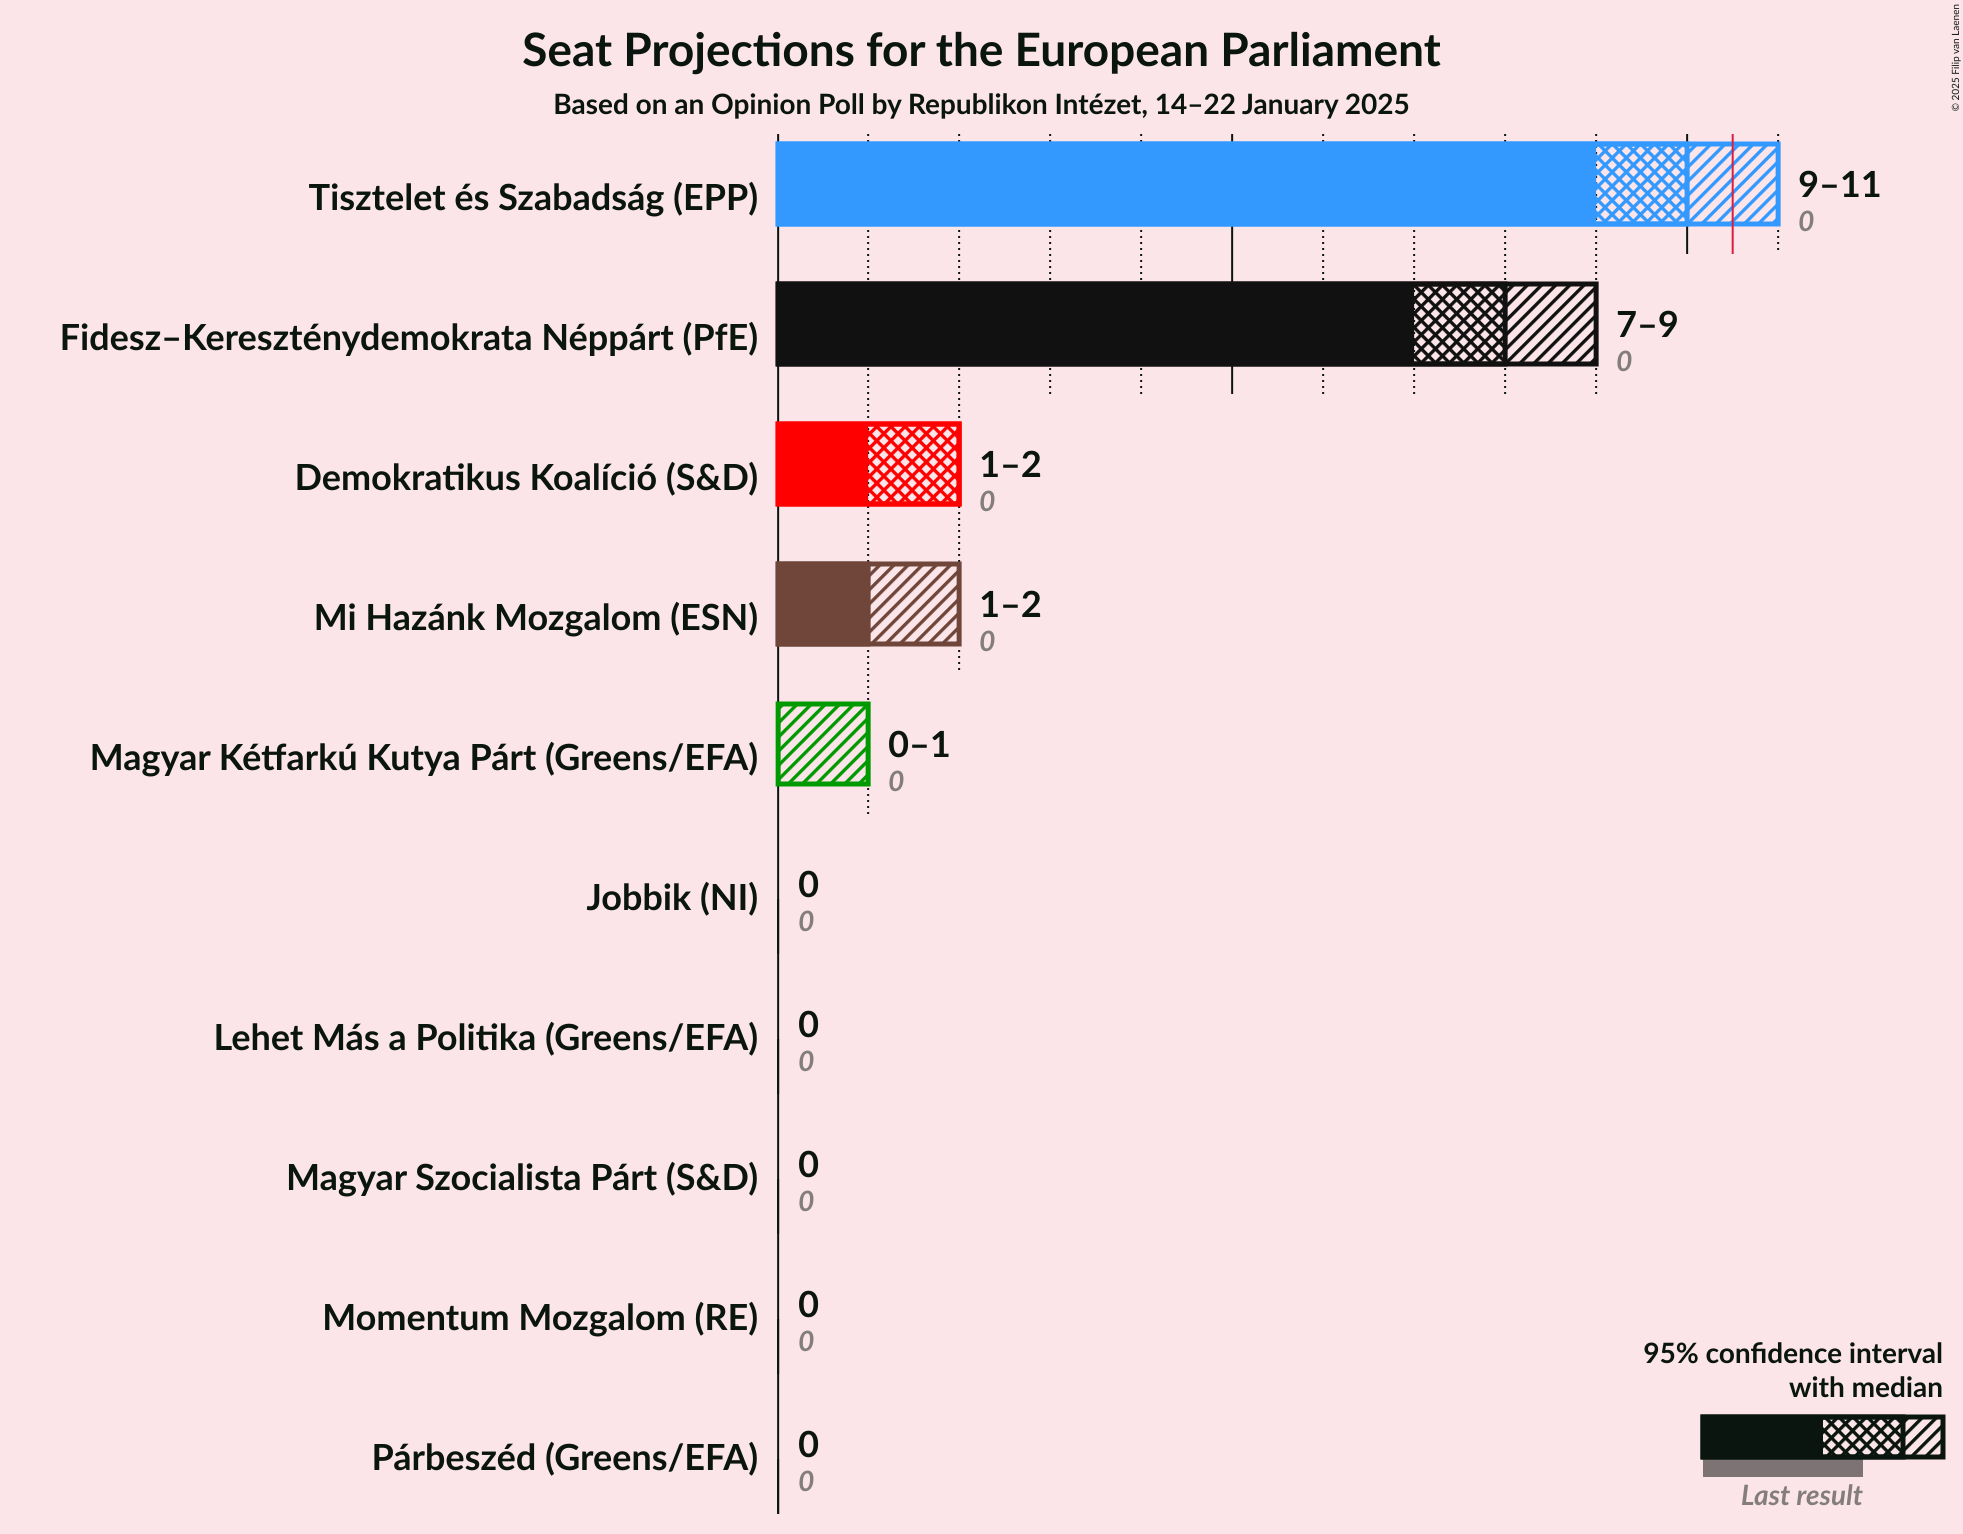 Seat Projections for the European Parliament
Based on an Opinion Poll by Republikon Intézet, 14–22 January 2025
© 2025 Filip van Laenen
Tisztelet és Szabadság (EPP)
9–11
0
Fidesz–Kereszténydemokrata Néppárt (PfE)
7–9
0
Demokratikus Koalíció (S&D)
1–2
0
Mi Hazánk Mozgalom (ESN)
1–2
0
Magyar Kétfarkú Kutya Párt (Greens/EFA)
0–1
0
Jobbik (NI)
0
0
Lehet Más a Politika (Greens/EFA)
0
0
Magyar Szocialista Párt (S&D)
0
0
Momentum Mozgalom (RE)
0
0
Párbeszéd (Greens/EFA)
0
0
95% confidence interval
with median
Last result